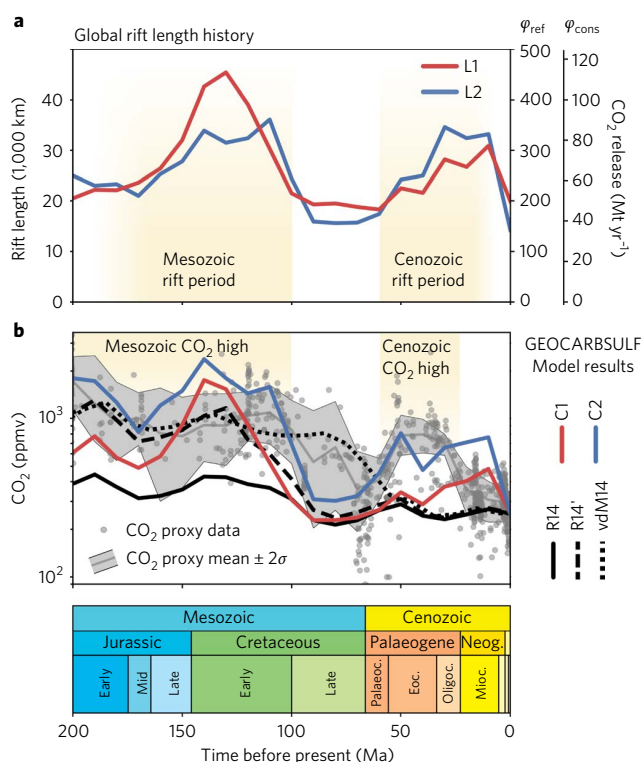 a
Global rift length history
φref
φcons
L1
L2
Rift length (1,000 km)
40
30
20
10
0
Mesozoic
rift period
Cenozoic
rift period
500
400
300
200
100
0
120
100
80
60
40
20
0
CO2 release
(Mt yr−1)
b
Mesozoic CO2 high
Cenozoic
CO2 high
CO2 (ppmv)
10^3
10^2
CO2 proxy data
CO2 proxy mean ± 2σ
GEOCARBSULF
Model results
C1
C2
R14
R14'
vdM14
Mesozoic
Cenozoic
Jurassic
Cretaceous
Palaeogene
Neog.
Early
Mid
Late
Early
Late
Palaeoc.
Eoc.
Oligoc.
Mioc.
200
150
100
50
0
Time before present (Ma)